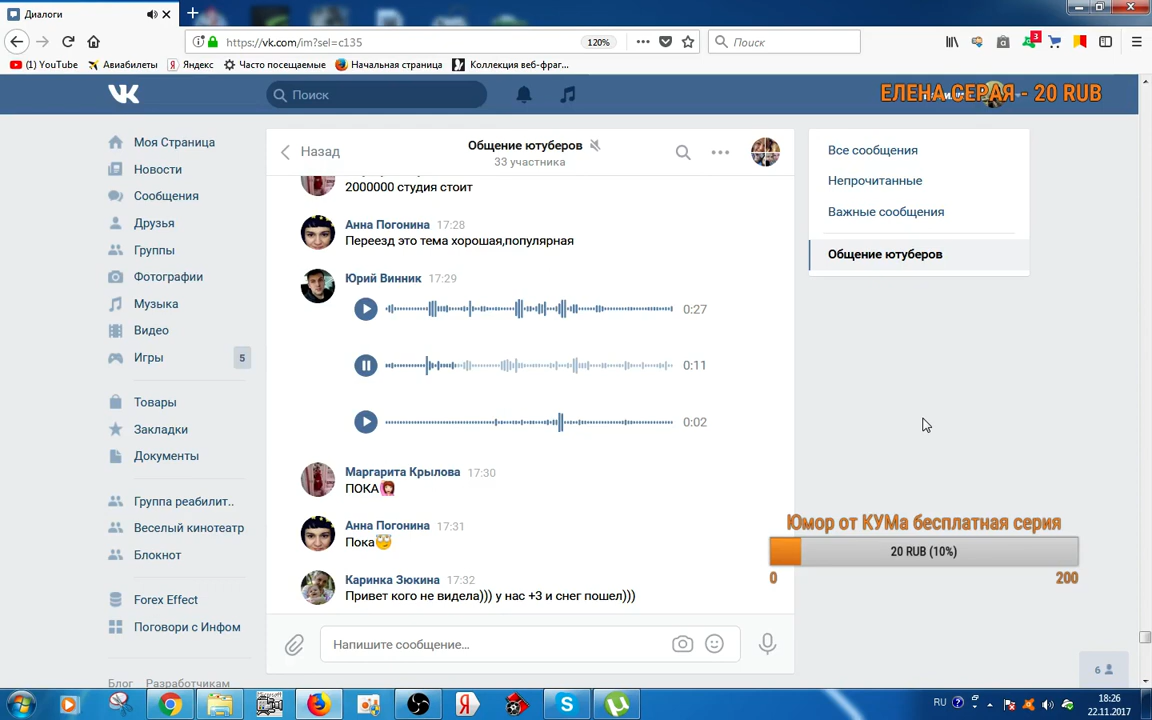 Диалоги
https://vk.com/im?sel=c135
120%
Поиск
3
(1) YouTube
Авиабилеты
Яндекс
Часто посещаемые
Начальная страница
Коллекция веб-фраг...
Поиск
ЕЛЕНА СЕРАЯ - 20 RUB
Моя Страница
Новости
Сообщения
Друзья
Группы
Фотографии
Музыка
Видео
Игры
5
Товары
Закладки
Документы
Группа реабилит..
Веселый кинотеатр
Блокнот
Forex Effect
Поговори с Инфом
Блог Разработчикам
Назад
Общение ютуберов
33 участника
2000000 студия стоит
Анна Погонина 17:28
Переезд это тема хорошая,популярная
Юрий Винник 17:29
0:27
0:11
0:02
Маргарита Крылова 17:30
ПОКА
Анна Погонина 17:31
Пока
Каринка Зюкина 17:32
Привет кого не видела))) у нас +3 и снег пошел)))
Напишите сообщение...
Все сообщения
Непрочитанные
Важные сообщения
Общение ютуберов
Юмор от КУМа бесплатная серия
20 RUB (10%)
0
200
6
RU
18:26
22.11.2017